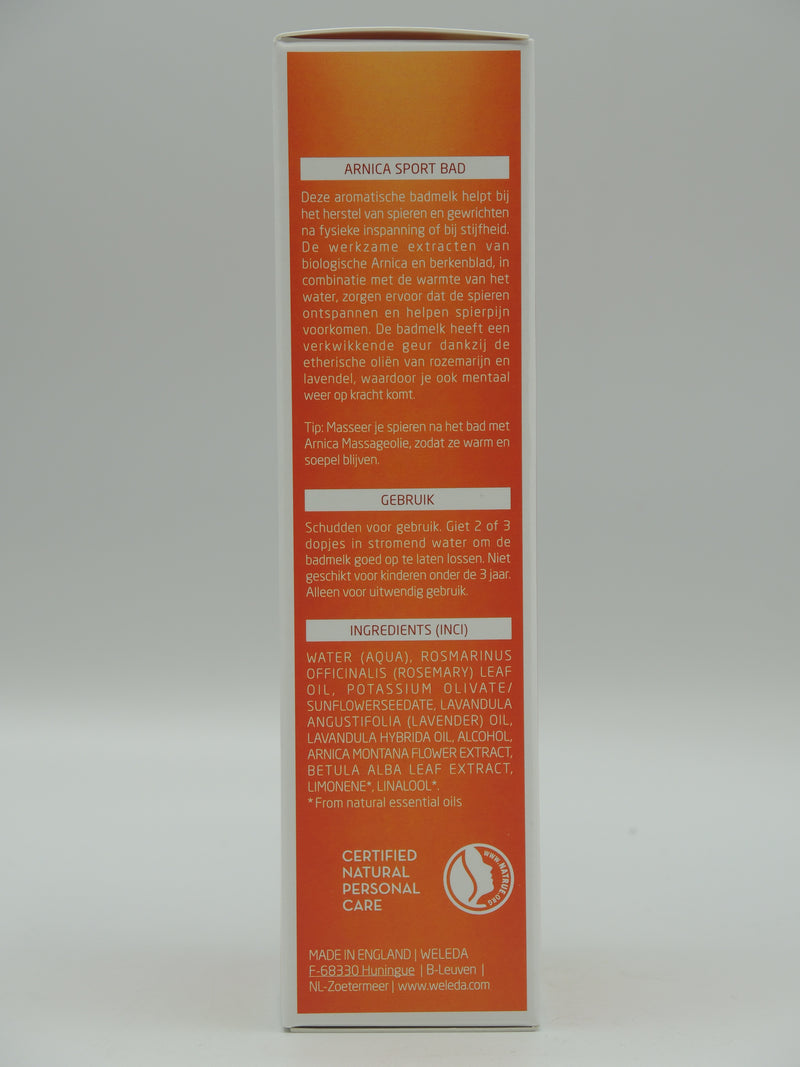 ARNICA SPORT BAD
Deze aromatische badmelk helpt bij
het herstel van spieren en gewrichten
na fysieke inspanning of bij stijfheid.
De werkzame extracten van
biologische Arnica en berkenblad, in
combinatie met de warmte van het
water, zorgen ervoor dat de spieren
ontspannen en helpen spierpijn
voorkomen. De badmelk heeft een
verkwikkende geur dankzij de
etherische oliën van rozemarijn en
lavendel, waardoor je ook mentaal
weer op kracht komt.
Tip: Masseer je spieren na het bad met
Arnica Massageolie, zodat ze warm en
soepel blijven.
GEBRUIK
Schudden voor gebruik. Giet 2 of 3
dopjes in stromend water om de
badmelk goed op te laten lossen. Niet
geschikt voor kinderen onder de 3 jaar.
Alleen voor uitwendig gebruik.
INGREDIENTS (INCI)
WATER (AQUA), ROSMARINUS
OFFICINALIS (ROSEMARY) LEAF
OIL, POTASSIUM OLIVATE/
SUNFLOWERSEEDATE, LAVANDULA
ANGUSTIFOLIA (LAVENDER) OIL,
LAVANDULA HYBRIDA OIL, ALCOHOL,
ARNICA MONTANA FLOWER EXTRACT,
BETULA ALBA LEAF EXTRACT,
LIMONENE*, LINALOOL*.
*From natural essential oils
CERTIFIED
NATURAL
PERSONAL
CARE
WWW.NATRUE.ORG
MADE IN ENGLAND | WELEDA
F-68330 Huningue | B-Leuven |
NL-Zoetermeer | www.weleda.com